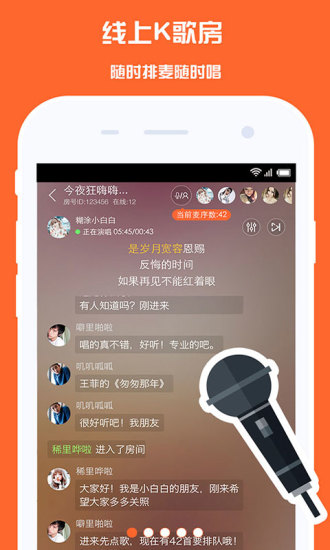 线上K歌房
随时排麦随时唱
今夜狂嗨嗨...
房号ID:123456 在线:12
当前麦序数:42
糊涂小白白
正在演唱 05:45/00:43
是岁月宽容恩赐
反悔的时间
如果再见不能红着眼
有人知道吗？刚进来
噼里啪啦
唱的真不错，好听！专业的吧。
叽叽呱呱
王菲的《匆匆那年》
叽叽呱呱
很好听吧！我朋友
稀里哗啦 进入了房间
稀里哗啦
大家好！我是小白白的朋友，刚来希
望大家多多关照
噼里啪啦
进来先点歌，现在有42首要排队哦！